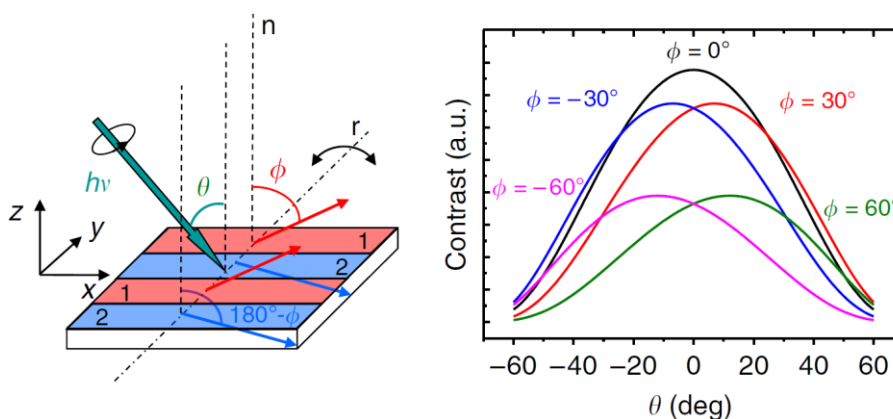 n
r
z
y
x
hν
θ
ϕ
1
2
1
2
180°-ϕ
Contrast (a.u.)
ϕ = 0°
ϕ = −30°
ϕ = 30°
ϕ = −60°
ϕ = 60°
−60 −40 −20 0 20 40 60
θ (deg)